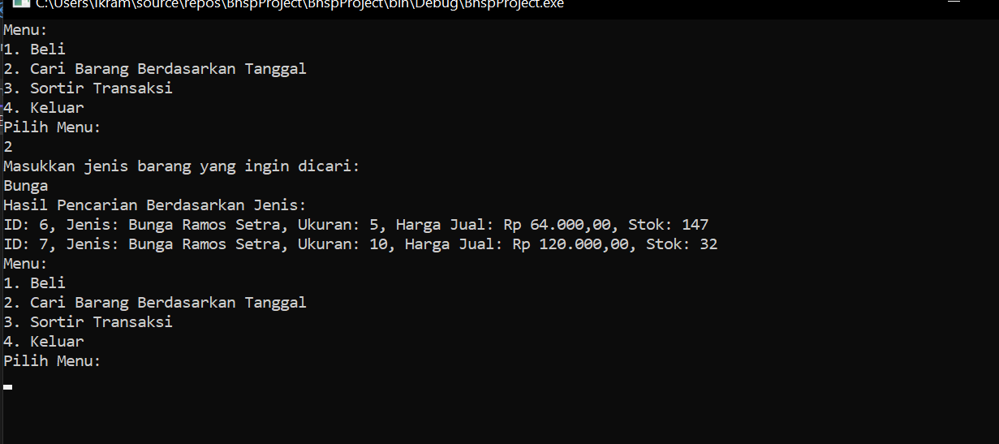 C:\Users\Ikram\source\repos\BnspProject\BnspProject\bin\Debug\BnspProject.exe
Menu:
1. Beli
2. Cari Barang Berdasarkan Tanggal
3. Sortir Transaksi
4. Keluar
Pilih Menu:
2
Masukkan jenis barang yang ingin dicari:
Bunga
Hasil Pencarian Berdasarkan Jenis:
ID: 6, Jenis: Bunga Ramos Setra, Ukuran: 5, Harga Jual: Rp 64.000,00, Stok: 147
ID: 7, Jenis: Bunga Ramos Setra, Ukuran: 10, Harga Jual: Rp 120.000,00, Stok: 32
Menu:
1. Beli
2. Cari Barang Berdasarkan Tanggal
3. Sortir Transaksi
4. Keluar
Pilih Menu: